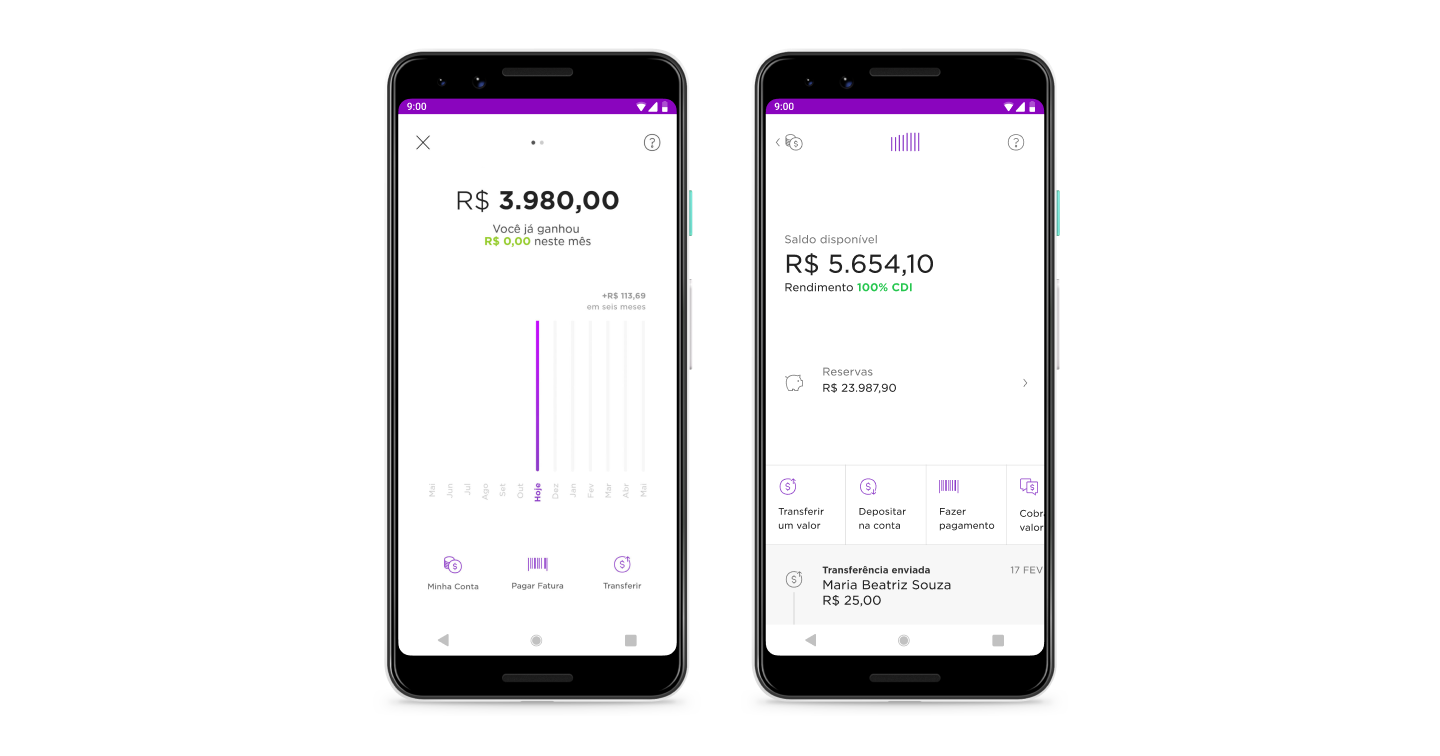 9:00
R$ 3.980,00
Você já ganhou
R$ 0,00 neste mês
+R$ 113,69
em seis meses
Mai
Jun
Jul
Ago
Set
Out
Hoje
Dez
Jan
Fev
Mar
Abr
Mai
Minha Conta
Pagar Fatura
Transferir
9:00
Saldo disponível
R$ 5.654,10
Rendimento 100% CDI
Reservas
R$ 23.987,90
Transferir
um valor
Depositar
na conta
Fazer
pagamento
Cobr
valor
Transferência enviada
17 FEV
Maria Beatriz Souza
R$ 25,00